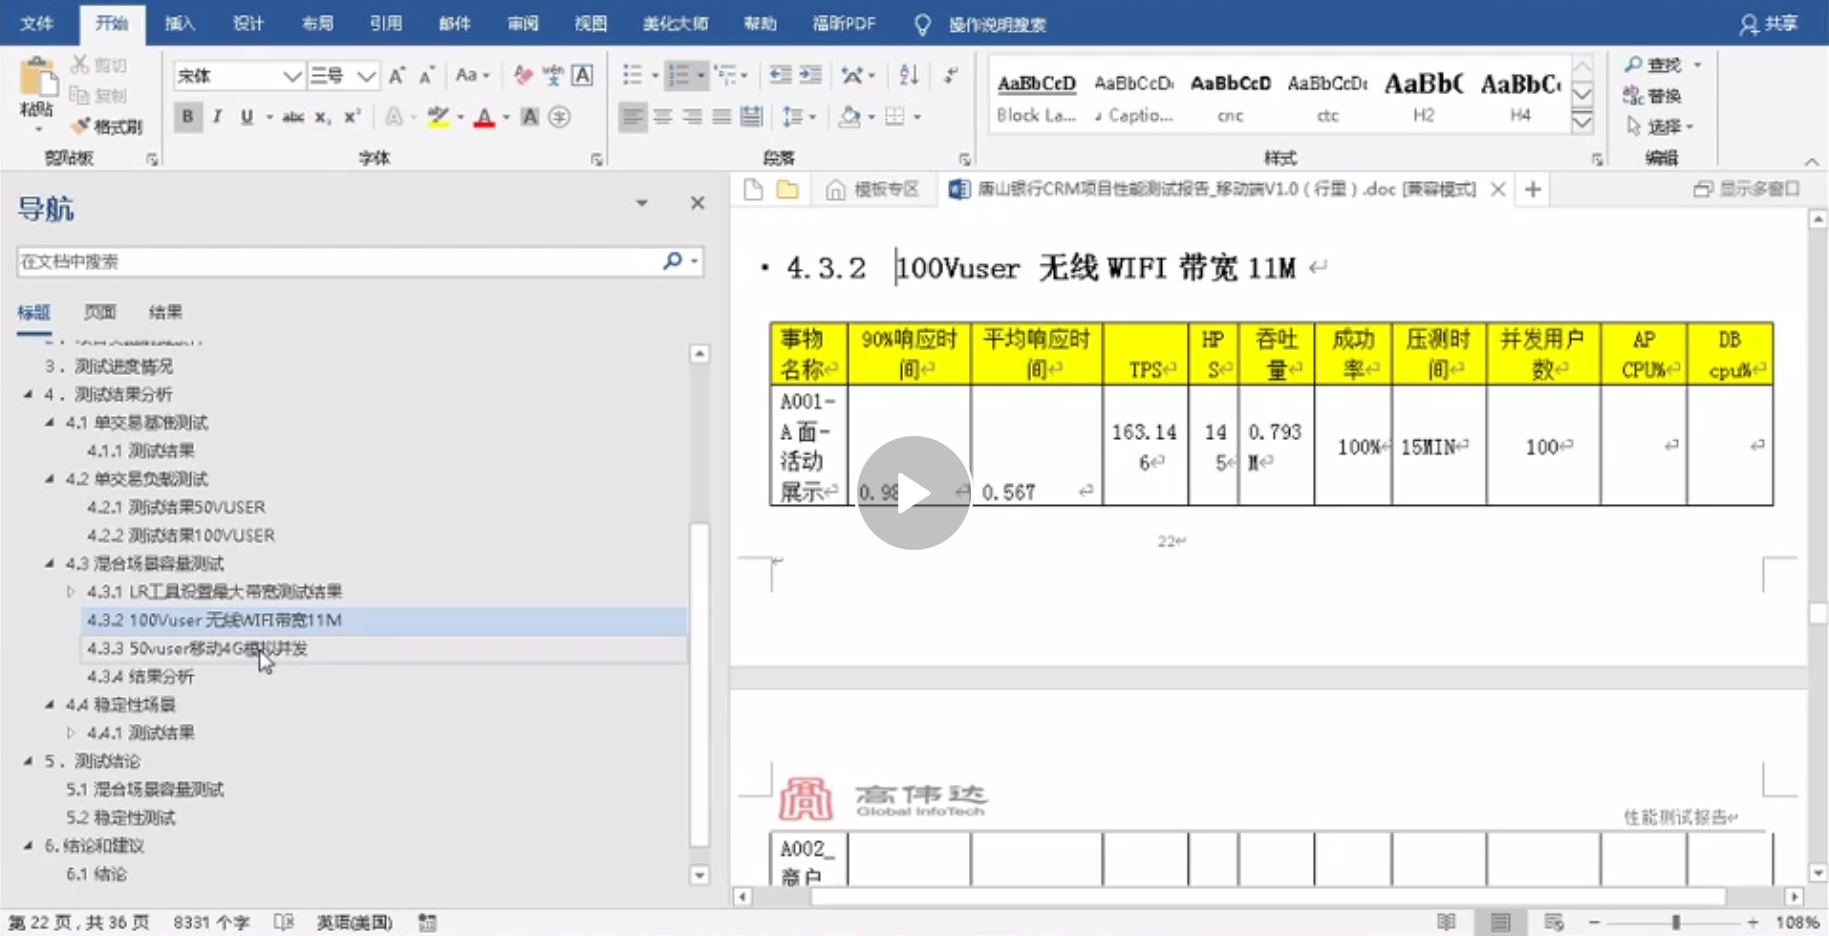 文件 开始 插入 设计 布局 引用 邮件 审阅 视图 美化大师 帮助 福昕PDF 操作说明搜索 共享
粘贴 剪切 复制 格式刷 剪贴板
宋体 三号 Aa 字体
B I U abc x₂ x² A
段落
AaBbCcD AaBbCcD AaBbCcD AaBbCcD AaBbC AaBbC
Block La... Captio... cnc ctc H2 H4
样式
查找 替换 选择 编辑
导航
在文档中搜索
标题 页面 结果
3．测试进度情况
4．测试结果分析
4.1 单交易基准测试
4.1.1 测试结果
4.2 单交易负载测试
4.2.1 测试结果50VUSER
4.2.2 测试结果100VUSER
4.3 混合场景容量测试
4.3.1 LR工具设置最大带宽测试结果
4.3.2 100Vuser 无线WIFI带宽11M
4.3.3 50vuser移动4G模拟并发
4.3.4 结果分析
4.4 稳定性场景
4.4.1 测试结果
5．测试结论
5.1 混合场景容量测试
5.2 稳定性测试
6.结论和建议
6.1 结论
模板专区 唐山银行CRM项目性能测试报告_移动端V1.0（行里）.doc [兼容模式] 显示多窗口
4.3.2 100Vuser 无线 WIFI 带宽 11M
事物名称 90%响应时间 平均响应时间 TPS HPS 吞吐量 成功率 压测时间 并发用户数 AP CPU% DB cpu%
A001-A 面-活动展示 0.98 0.567 163.146 145 0.793M 100% 15MIN 100
22
高伟达
Global InfoTech
性能测试报告
A002_商户
第 22 页，共 36 页 8331 个字 英语(美国) 108%